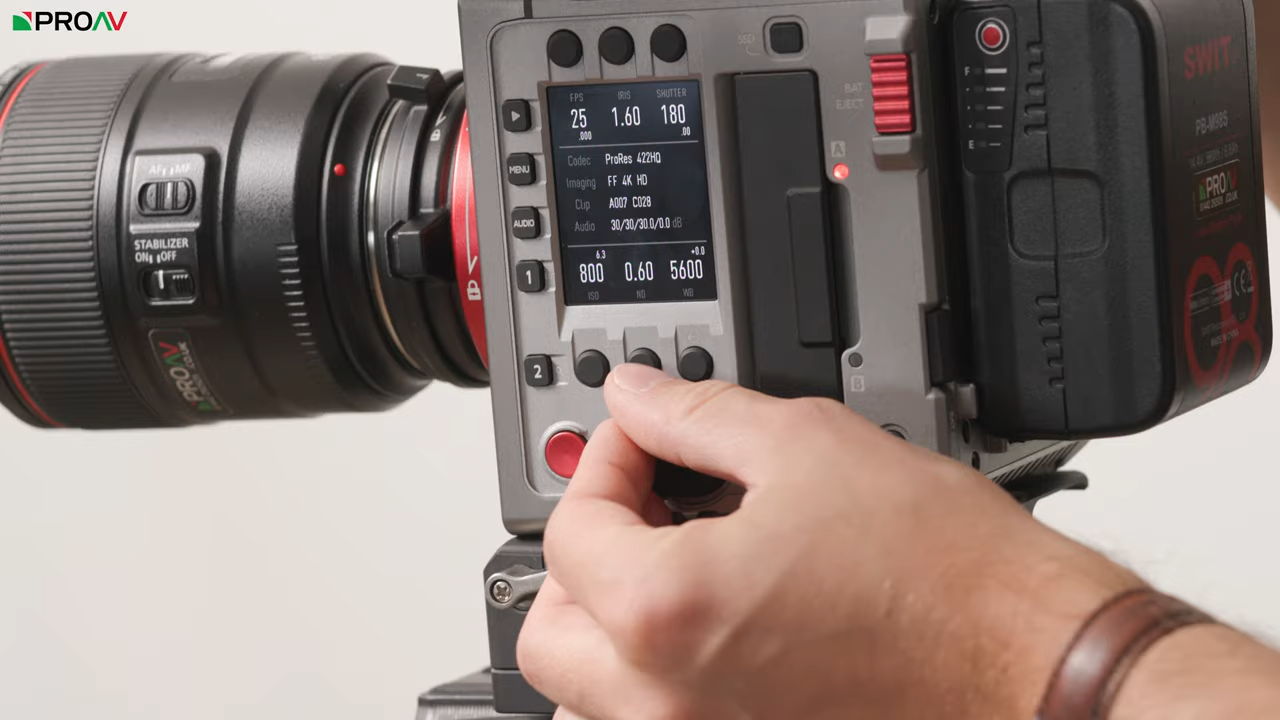 PROAV
AF MF
STABILIZER
ON OFF
PROAV
MENU
AUDIO
1
2
FPS IRIS SHUTTER
25 1.60 180
.000 .00
Codec ProRes 422HQ
Imaging FF 4K HD
Clip A007 C028
Audio 30/30/30.0/0.0 dB
6.3 +0.0
800 0.60 5600
ISO ND WB
SSD
BAT
EJECT
A
B
F
E
SWIT
PB-M98S
PROAV
CE